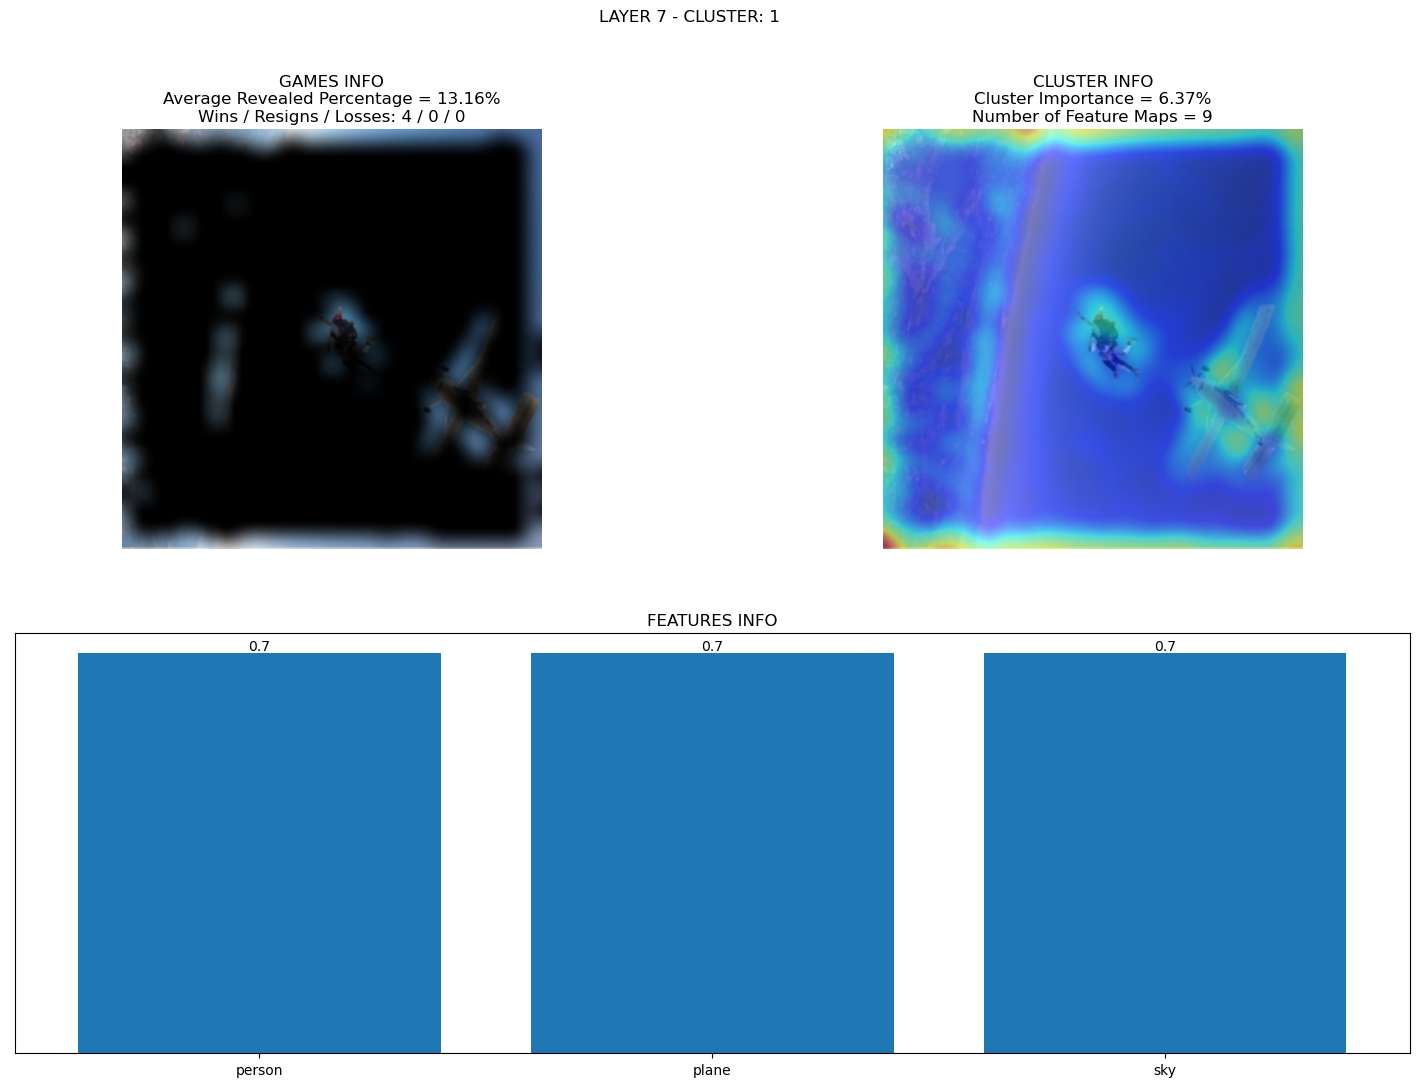 LAYER 7 - CLUSTER: 1
GAMES INFO
Average Revealed Percentage = 13.16%
Wins / Resigns / Losses: 4 / 0 / 0
CLUSTER INFO
Cluster Importance = 6.37%
Number of Feature Maps = 9
FEATURES INFO
0.7 0.7 0.7
person plane sky